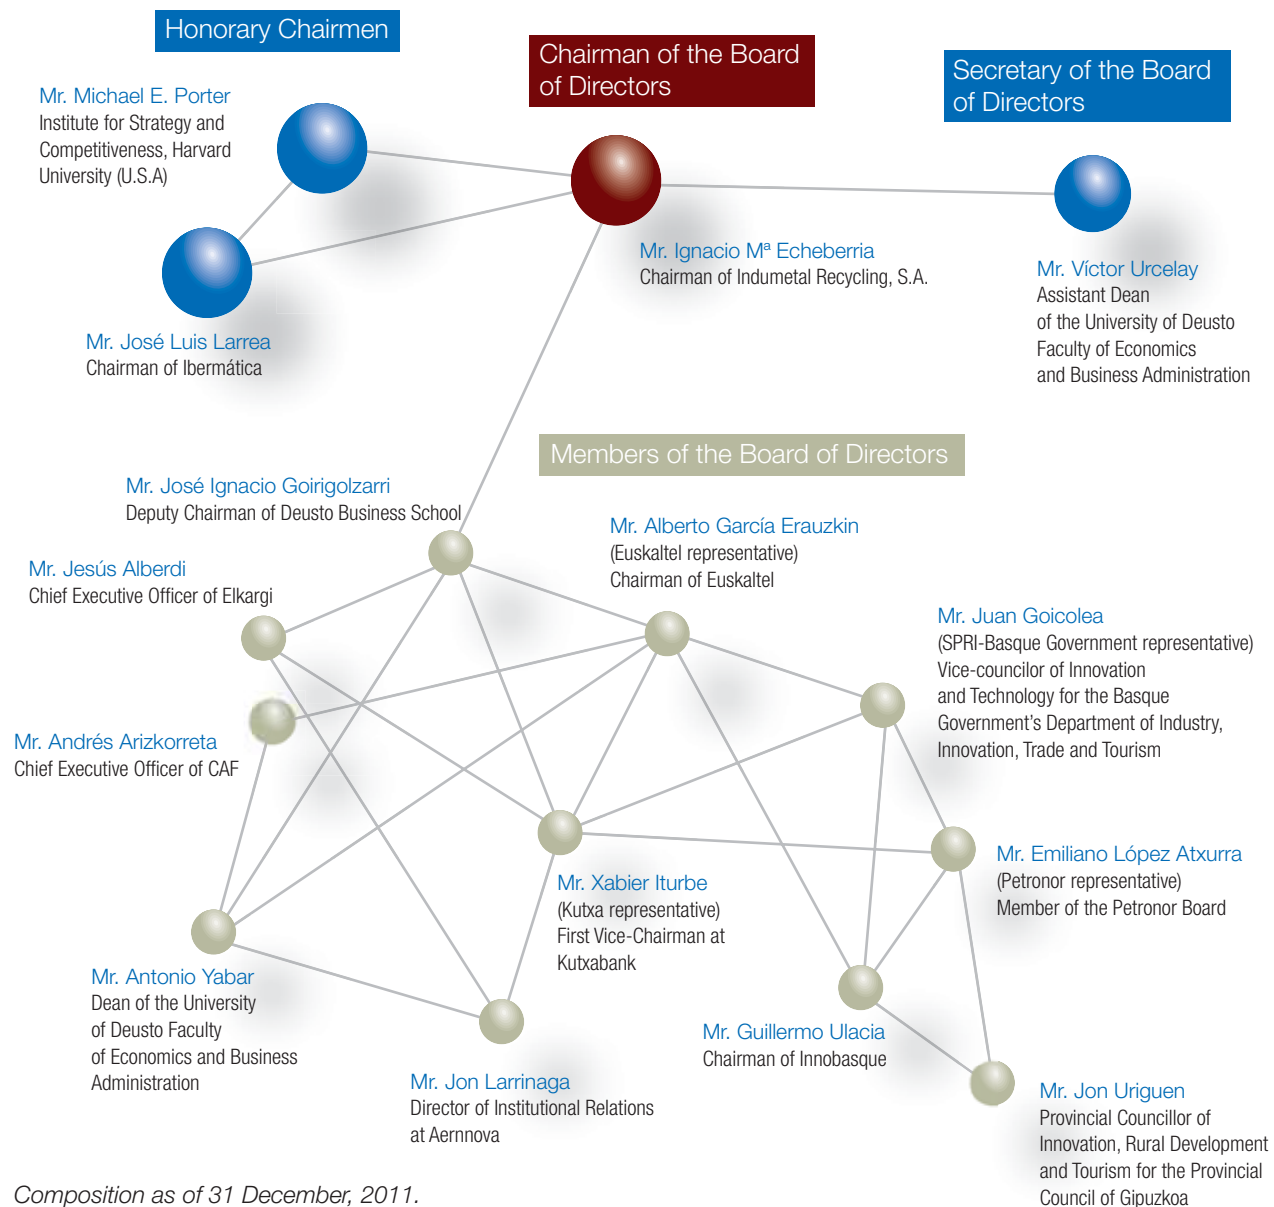 Honorary Chairmen
Chairman of the Board
of Directors
Secretary of the Board
of Directors
Mr. Michael E. Porter
Institute for Strategy and
Competitiveness, Harvard
University (U.S.A)
Mr. Ignacio Mª Echeberria
Chairman of Indumetal Recycling, S.A.
Mr. Víctor Urcelay
Assistant Dean
of the University of Deusto
Faculty of Economics
and Business Administration
Mr. José Luis Larrea
Chairman of Ibermática
Members of the Board of Directors
Mr. José Ignacio Goirigolzarri
Deputy Chairman of Deusto Business School
Mr. Alberto García Erauzkin
(Euskaltel representative)
Chairman of Euskaltel
Mr. Jesús Alberdi
Chief Executive Officer of Elkargi
Mr. Juan Goicolea
(SPRI-Basque Government representative)
Vice-councilor of Innovation
and Technology for the Basque
Government’s Department of Industry,
Innovation, Trade and Tourism
Mr. Andrés Arizkorreta
Chief Executive Officer of CAF
Mr. Emiliano López Atxurra
(Petronor representative)
Member of the Petronor Board
Mr. Xabier Iturbe
(Kutxa representative)
First Vice-Chairman at
Kutxabank
Mr. Antonio Yabar
Dean of the University
of Deusto Faculty
of Economics and Business
Administration
Mr. Guillermo Ulacia
Chairman of Innobasque
Mr. Jon Larrinaga
Director of Institutional Relations
at Aernnova
Mr. Jon Uriguen
Provincial Councillor of
Innovation, Rural Development
and Tourism for the Provincial
Council of Gipuzkoa
Composition as of 31 December, 2011.